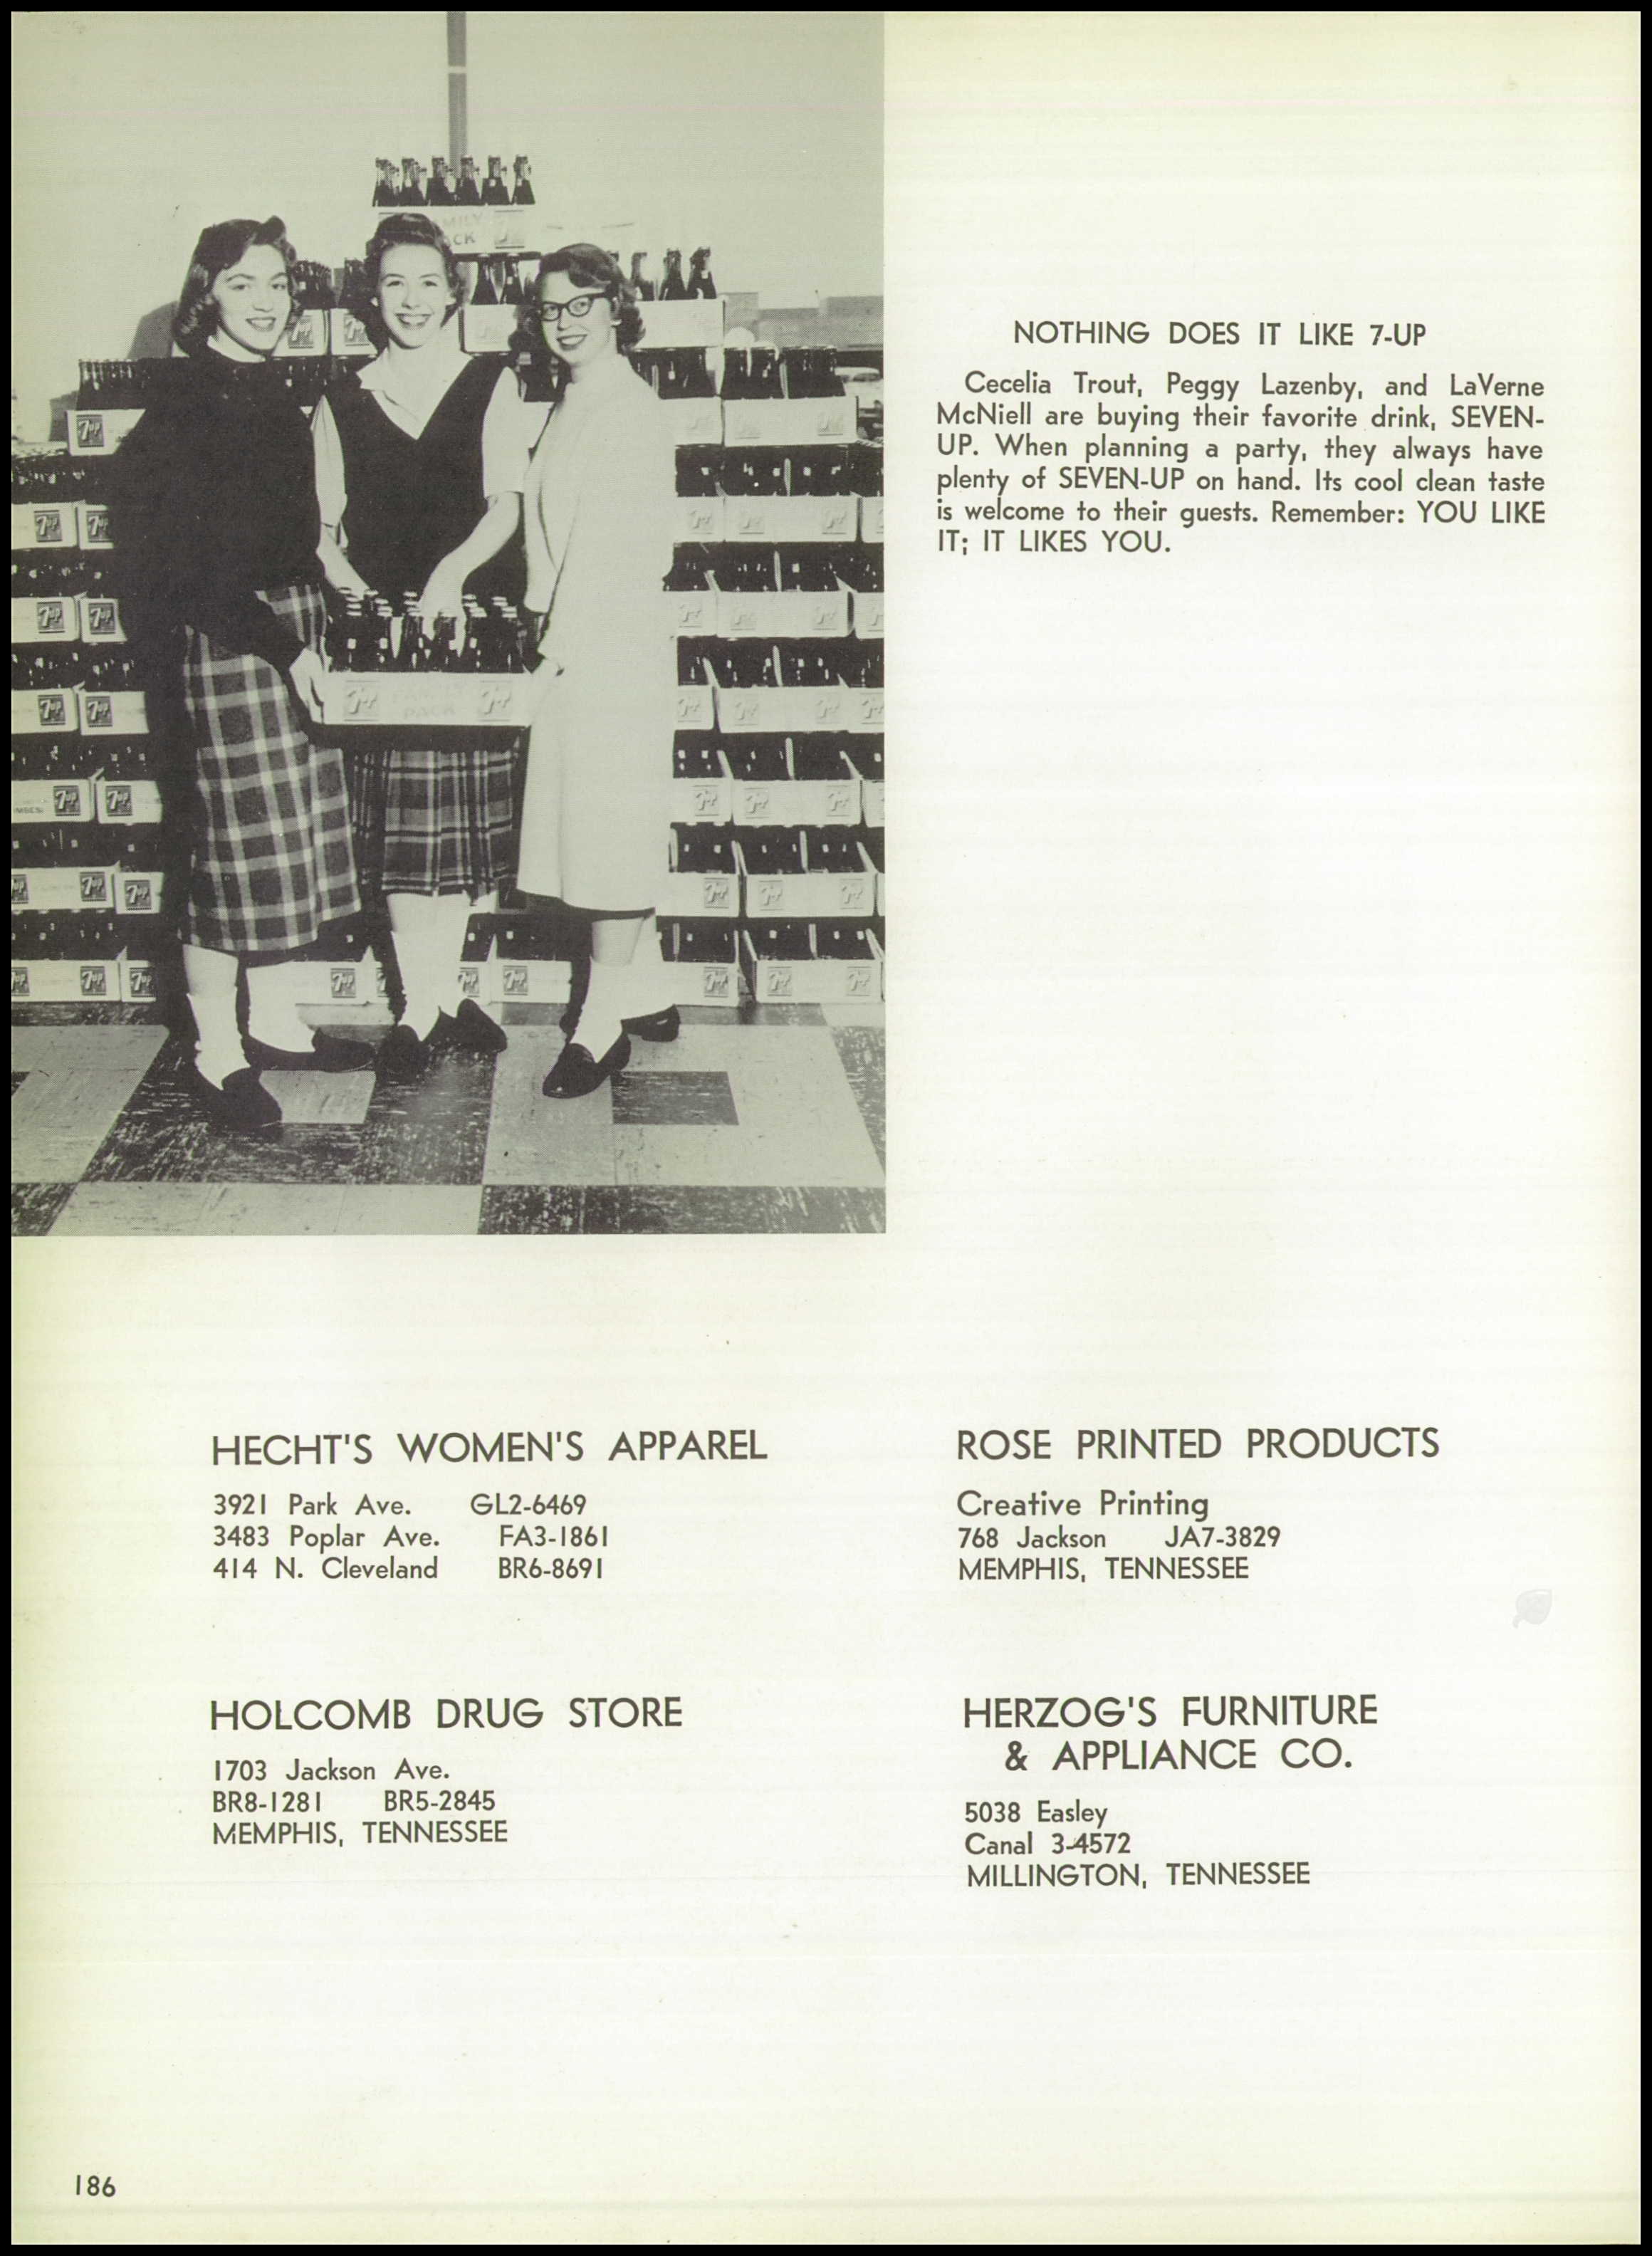 NOTHING DOES IT LIKE 7-UP
Cecelia Trout, Peggy Lazenby, and LaVerne
McNiell are buying their favorite drink, SEVEN-
UP. When planning a party, they always have
plenty of SEVEN-UP on hand. Its cool clean taste
is welcome to their guests. Remember: YOU LIKE
IT; IT LIKES YOU.
7up
FAMILY
PACK
HECHT'S WOMEN'S APPAREL
3921 Park Ave. GL2-6469
3483 Poplar Ave. FA3-1861
414 N. Cleveland BR6-8691
ROSE PRINTED PRODUCTS
Creative Printing
768 Jackson JA7-3829
MEMPHIS, TENNESSEE
HOLCOMB DRUG STORE
1703 Jackson Ave.
BR8-1281 BR5-2845
MEMPHIS, TENNESSEE
HERZOG'S FURNITURE
& APPLIANCE CO.
5038 Easley
Canal 3-4572
MILLINGTON, TENNESSEE
186